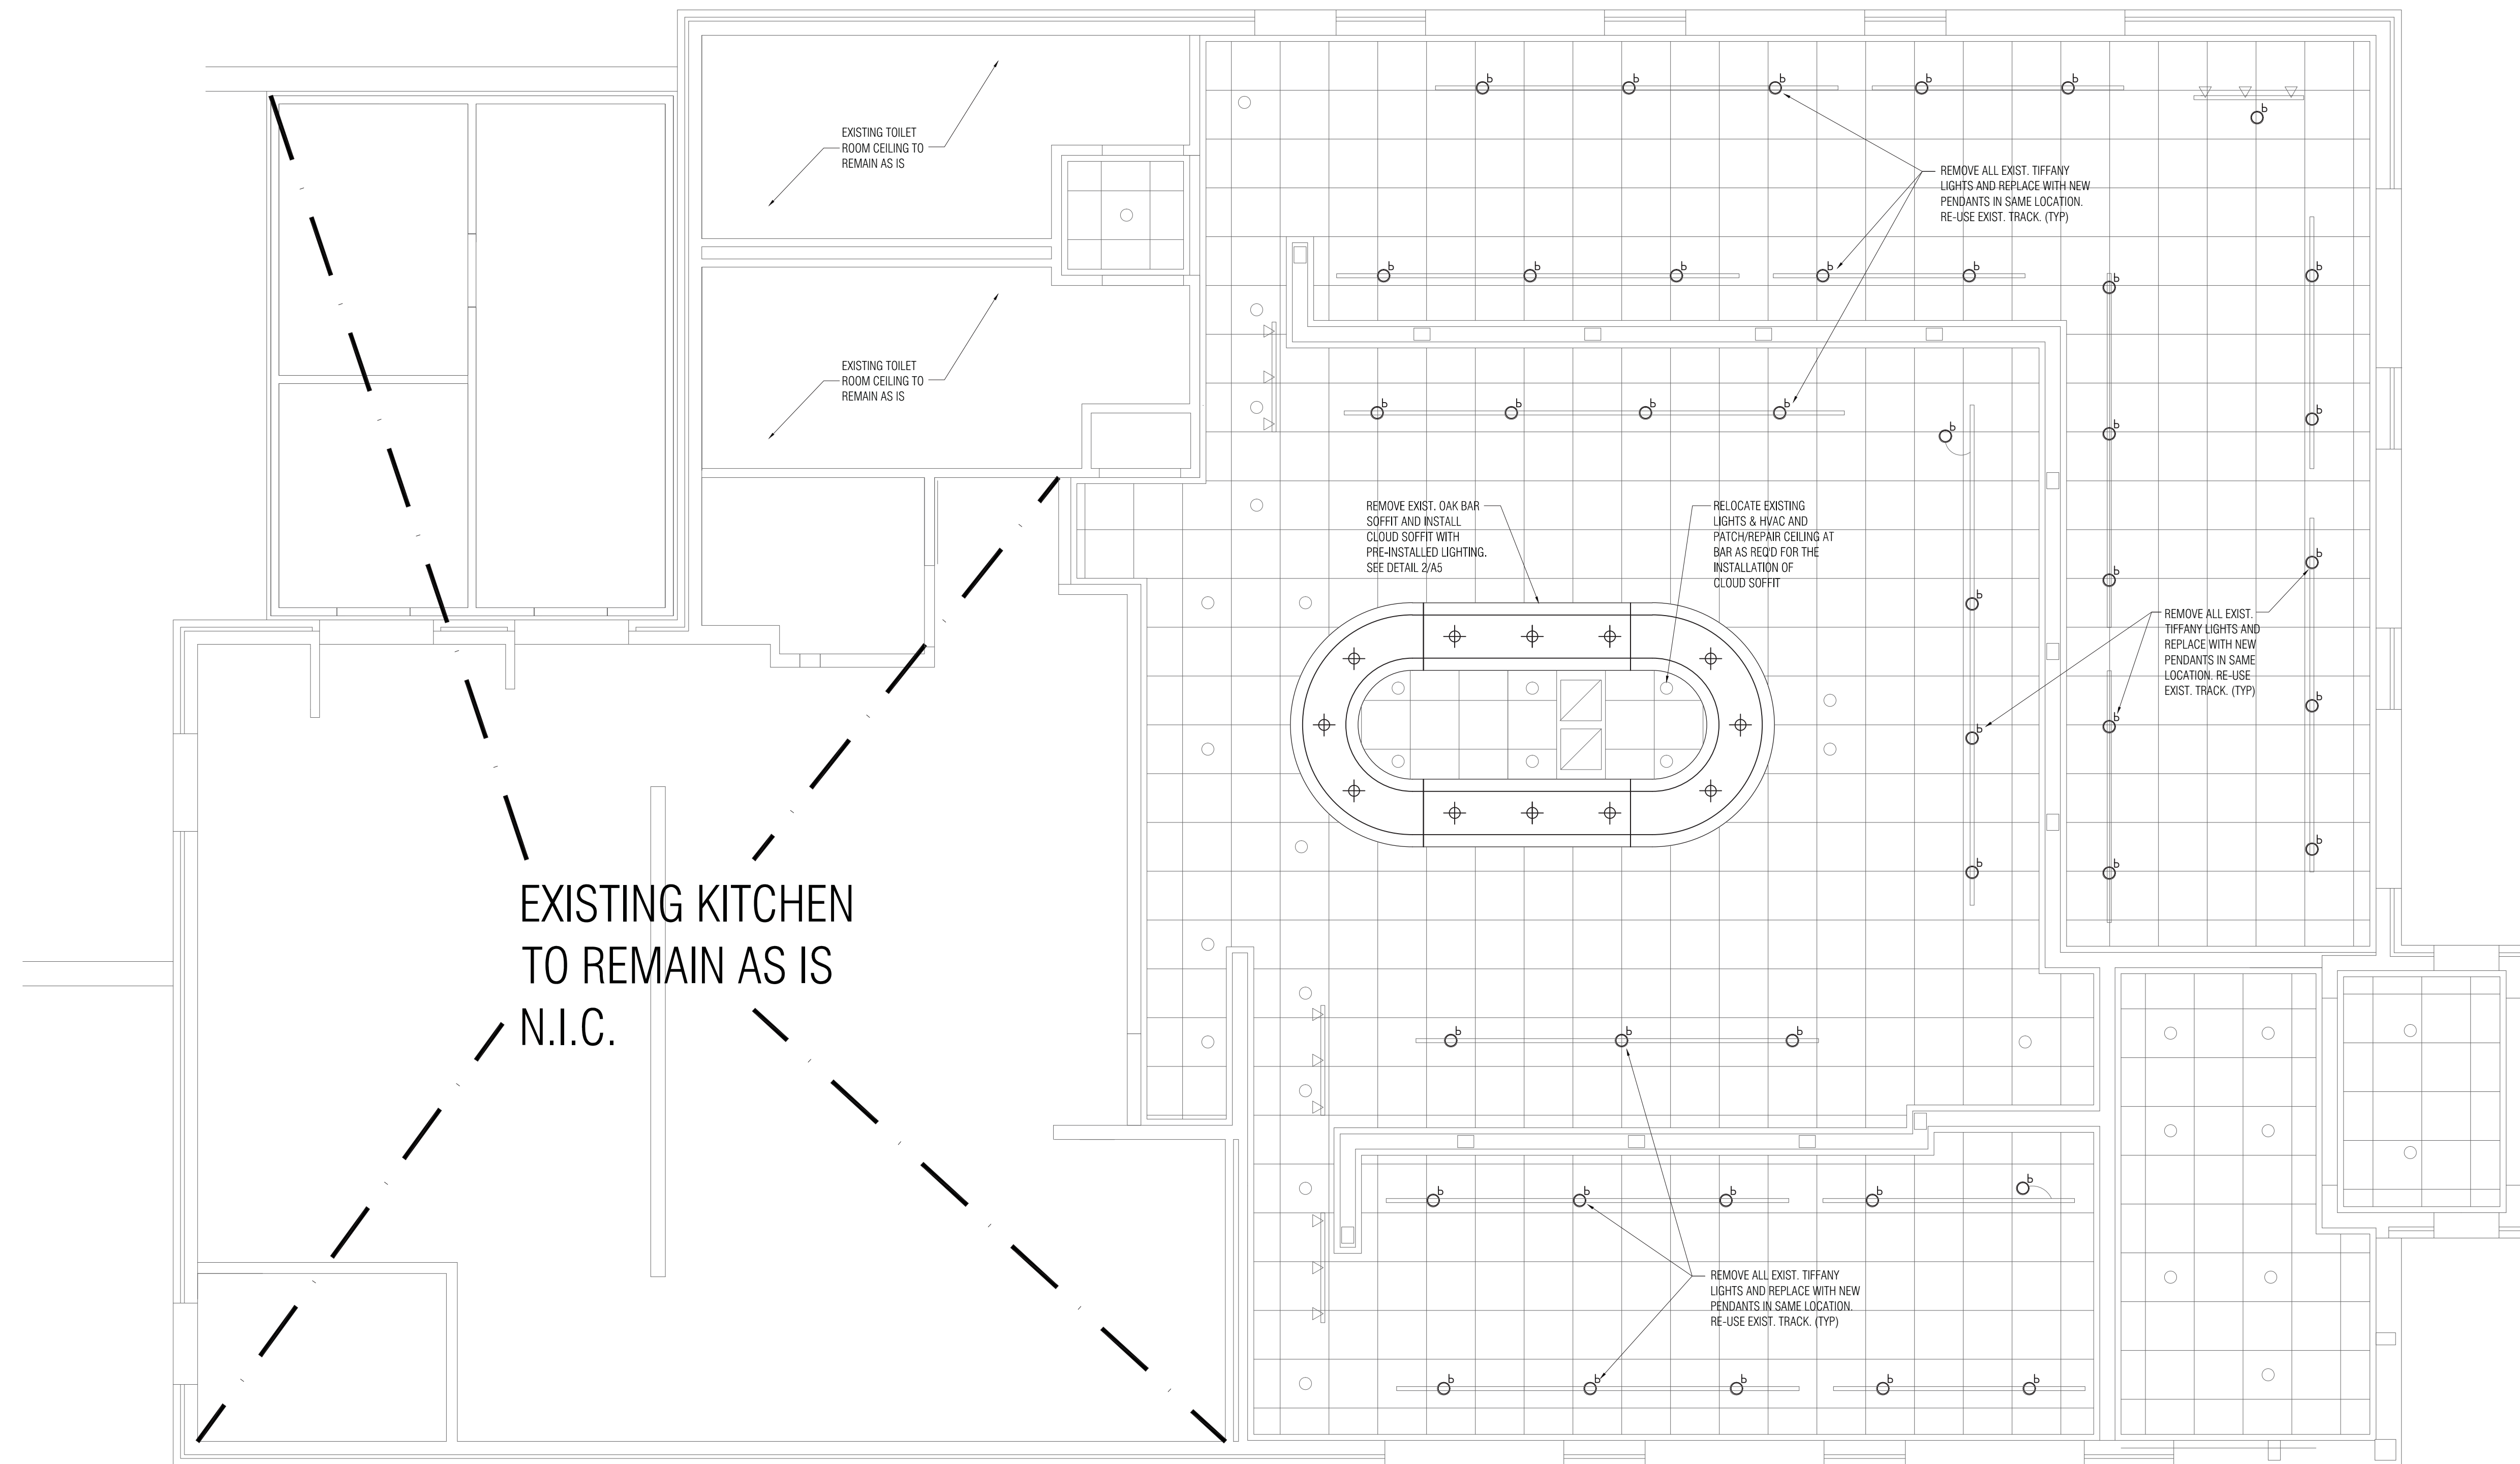 EXISTING TOILET
ROOM CEILING TO
REMAIN AS IS
REMOVE ALL EXIST. TIFFANY
LIGHTS AND REPLACE WITH NEW
PENDANTS IN SAME LOCATION.
RE-USE EXIST. TRACK. (TYP)
EXISTING TOILET
ROOM CEILING TO
REMAIN AS IS
REMOVE EXIST. OAK BAR
SOFFIT AND INSTALL
CLOUD SOFFIT WITH
PRE-INSTALLED LIGHTING.
SEE DETAIL 2/A5
RELOCATE EXISTING
LIGHTS & HVAC AND
PATCH/REPAIR CEILING AT
BAR AS REQ'D FOR THE
INSTALLATION OF
CLOUD SOFFIT
REMOVE ALL EXIST.
TIFFANY LIGHTS AND
REPLACE WITH NEW
PENDANTS IN SAME
LOCATION. RE-USE
EXIST. TRACK. (TYP)
EXISTING KITCHEN
TO REMAIN AS IS
N.I.C.
REMOVE ALL EXIST. TIFFANY
LIGHTS AND REPLACE WITH NEW
PENDANTS IN SAME LOCATION.
RE-USE EXIST. TRACK. (TYP)
b b b b b b
b b b b b b b
b b b b b b b
b b b
b b b
b b b
b b b
b b b b b
b b b b b